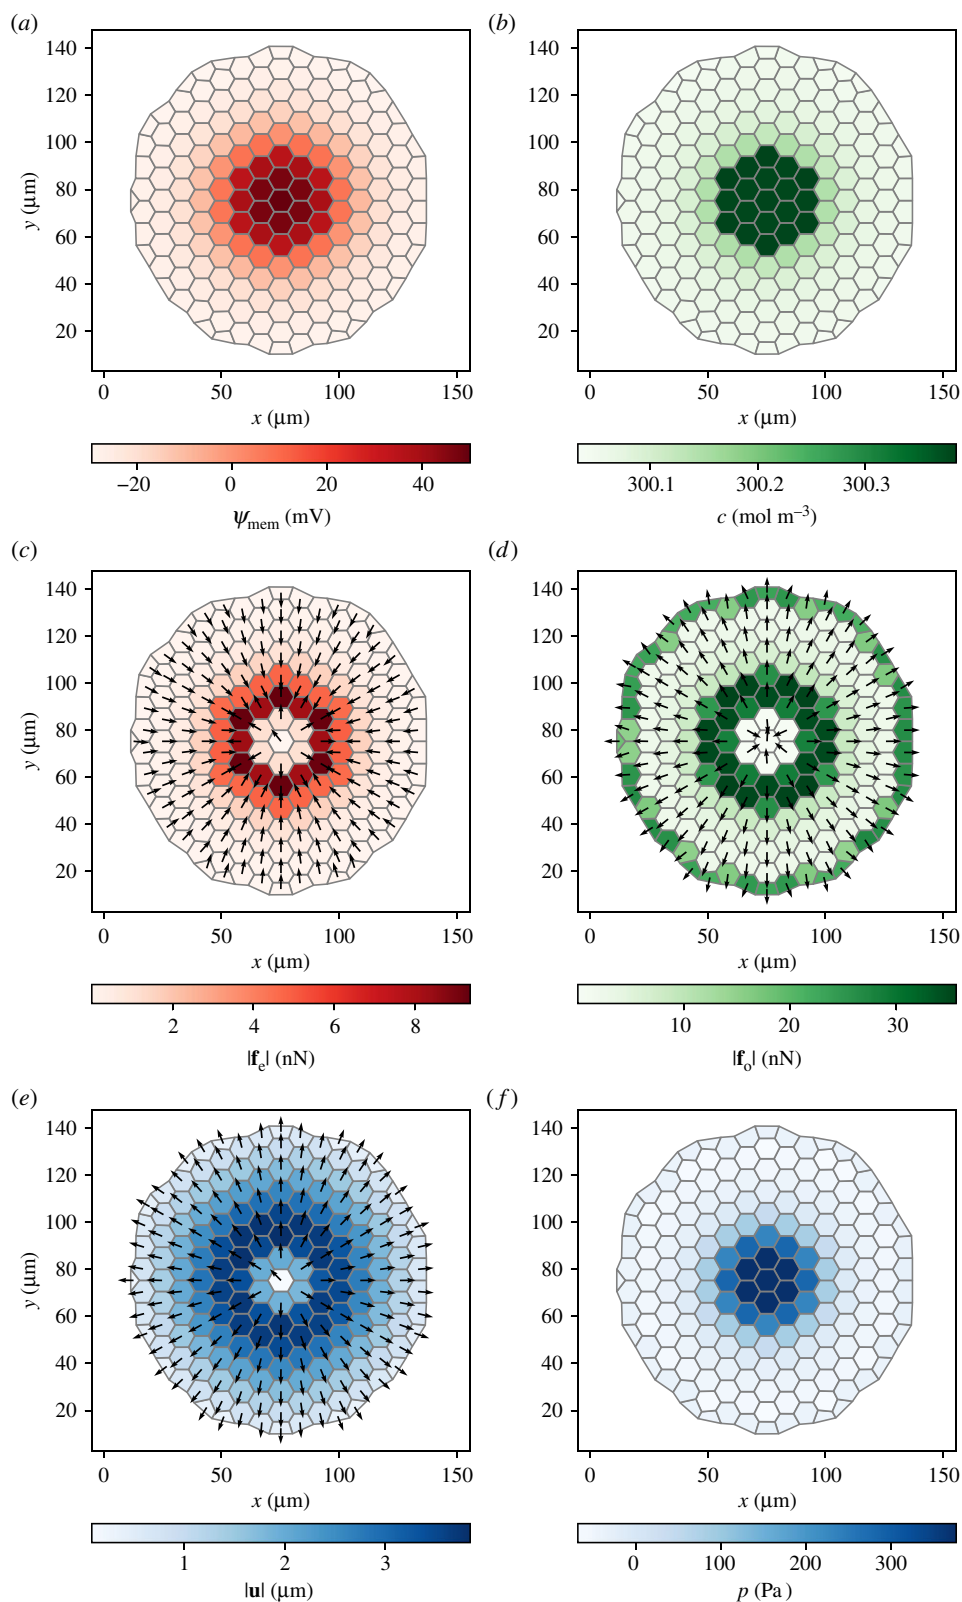 (a)
140
120
100
80
60
40
20
y (μm)
0 50 100 150
x (μm)
−20 0 20 40
ψmem (mV)
(b)
140
120
100
80
60
40
20
0 50 100 150
x (μm)
300.1 300.2 300.3
c (mol m⁻³)
(c)
140
120
100
80
60
40
20
y (μm)
0 50 100 150
x (μm)
2 4 6 8
|fe| (nN)
(d)
140
120
100
80
60
40
20
0 50 100 150
x (μm)
10 20 30
|fo| (nN)
(e)
140
120
100
80
60
40
20
y (μm)
0 50 100 150
x (μm)
1 2 3
|u| (μm)
(f)
140
120
100
80
60
40
20
0 50 100 150
x (μm)
0 100 200 300
p (Pa)